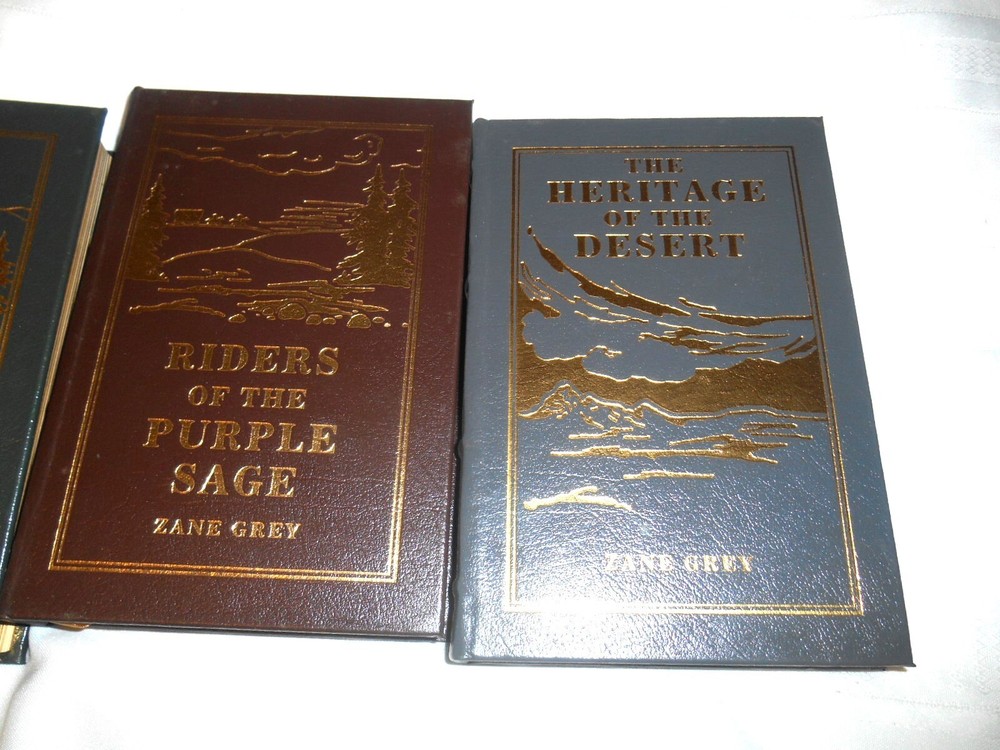 RIDERS
OF THE
PURPLE
SAGE
ZANE GREY
THE
HERITAGE
OF THE
DESERT
ZANE GREY